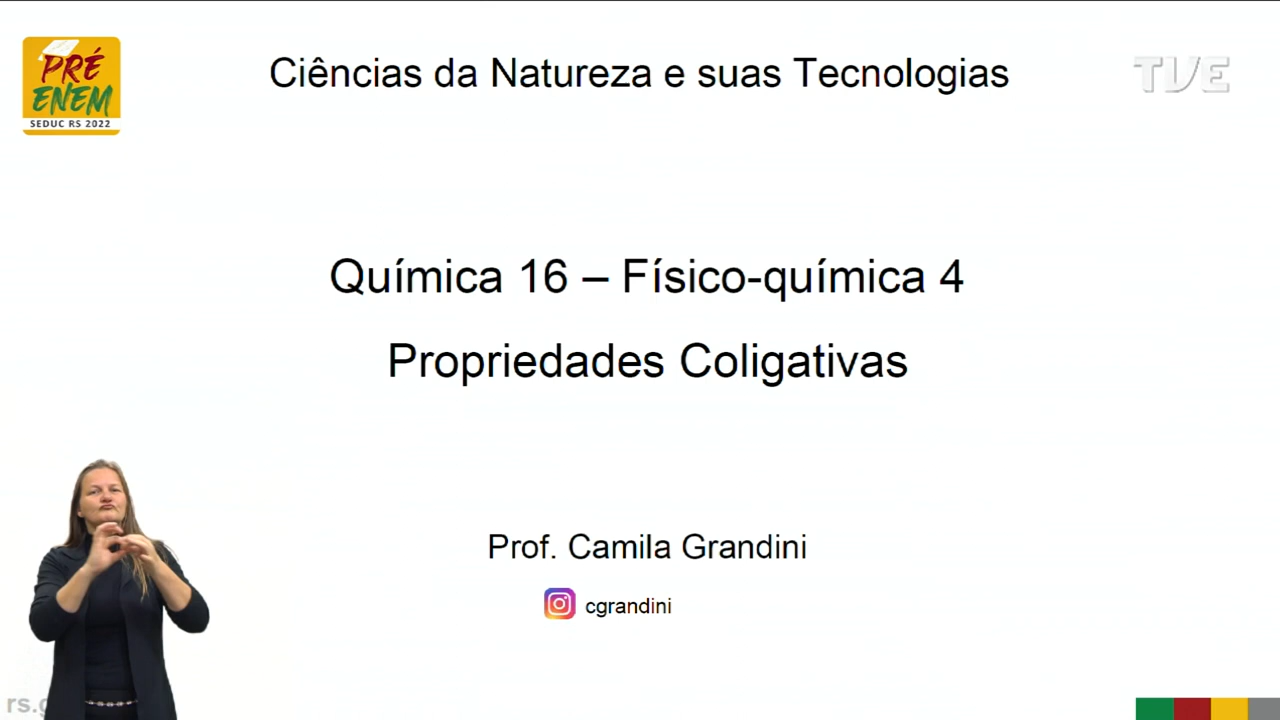 PRÉ
ENEM
SEDUC RS 2022
Ciências da Natureza e suas Tecnologias
TVE
Química 16 – Físico-química 4
Propriedades Coligativas
Prof. Camila Grandini
cgrandini